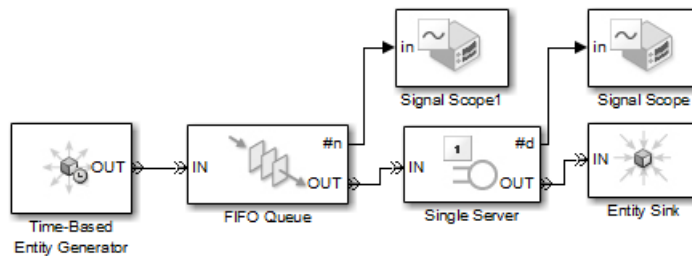 in
Signal Scope1
in
Signal Scope
OUT
Time-Based
Entity Generator
IN
#n
OUT
FIFO Queue
IN
1
#d
OUT
Single Server
IN
Entity Sink